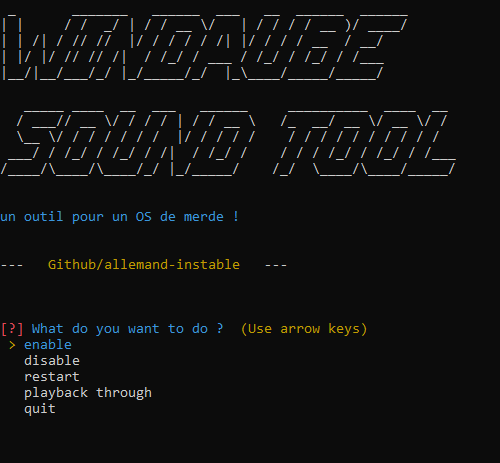 WINDAUBE
SOUND TOOL
un outil pour un OS de merde !
--- Github/allemand-instable ---
[?] What do you want to do ? (Use arrow keys)
> enable
disable
restart
playback through
quit